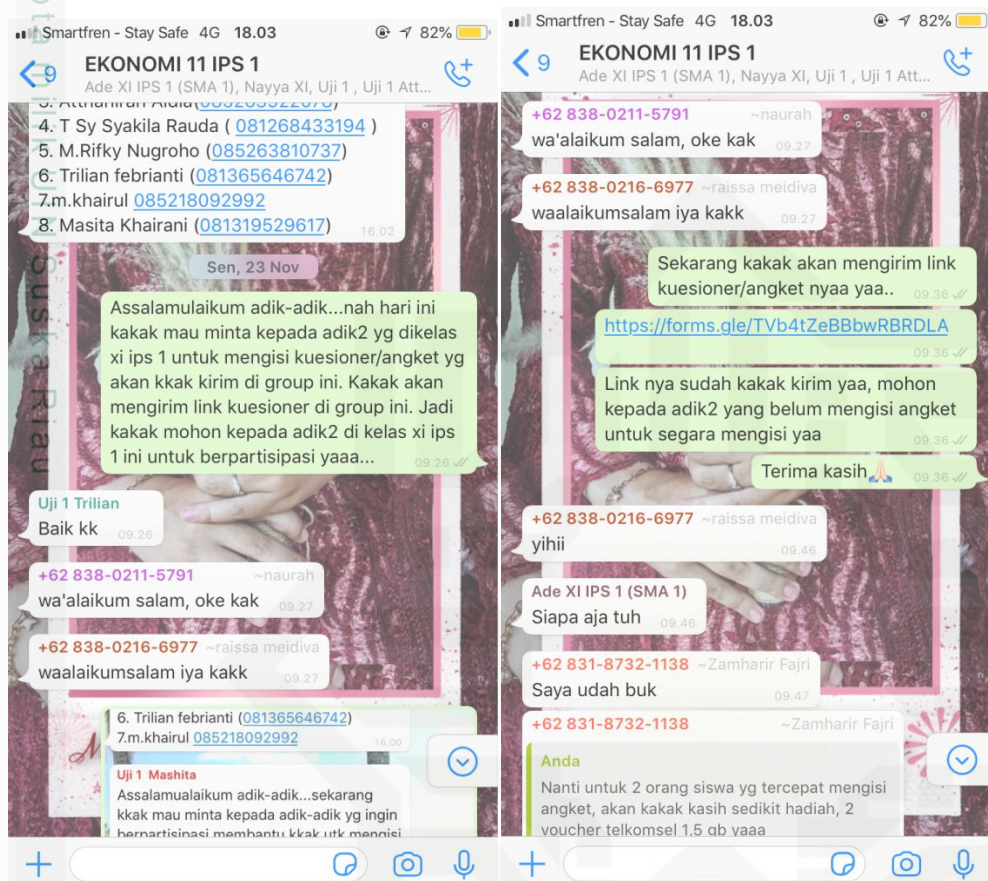 Smartfren - Stay Safe 4G 18.03 82%
9 EKONOMI 11 IPS 1
Ade XI IPS 1 (SMA 1), Nayya XI, Uji 1 , Uji 1 Att...
4. T Sy Syakila Rauda ( 081268433194 )
5. M.Rifky Nugroho (085263810737)
6. Trilian febrianti (081365646742)
7.m.khairul 085218092992
8. Masita Khairani (081319529617)
16.02
Sen, 23 Nov
Assalamulaikum adik-adik...nah hari ini
kakak mau minta kepada adik2 yg dikelas
xi ips 1 untuk mengisi kuesioner/angket yg
akan kkak kirim di group ini. Kakak akan
mengirim link kuesioner di group ini. Jadi
kakak mohon kepada adik2 di kelas xi ips
1 ini untuk berpartisipasi yaaa...
09.26
Uji 1 Trilian
Baik kk 09.26
+62 838-0211-5791 ~naurah
wa'alaikum salam, oke kak 09.27
+62 838-0216-6977 ~raissa meidiva
waalaikumsalam iya kakk 09.27
6. Trilian febrianti (081365646742)
7.m.khairul 085218092992
16.00
Uji 1 Mashita
Assalamualaikum adik-adik...sekarang
kkak mau minta kepada adik-adik yg ingin
berpartisipasi membantu kkak utk mengisi
Smartfren - Stay Safe 4G 18.03 82%
9 EKONOMI 11 IPS 1
Ade XI IPS 1 (SMA 1), Nayya XI, Uji 1 , Uji 1 Att...
+62 838-0211-5791 ~naurah
wa'alaikum salam, oke kak 09.27
+62 838-0216-6977 ~raissa meidiva
waalaikumsalam iya kakk 09.27
Sekarang kakak akan mengirim link
kuesioner/angket nyaa yaa.. 09.36
https://forms.gle/TVb4tZeBBbwRBRDLA
09.36
Link nya sudah kakak kirim yaa, mohon
kepada adik2 yang belum mengisi angket
untuk segara mengisi yaa 09.36
Terima kasih🙏🏻 09.36
+62 838-0216-6977 ~raissa meidiva
yihii 09.46
Ade XI IPS 1 (SMA 1)
Siapa aja tuh 09.46
+62 831-8732-1138 ~Zamharir Fajri
Saya udah buk 09.47
+62 831-8732-1138 ~Zamharir Fajri
Anda
Nanti untuk 2 orang siswa yg tercepat mengisi
angket, akan kakak kasih sedikit hadiah, 2
voucher telkomsel 1,5 gb yaaa
milik UIN Suska Riau